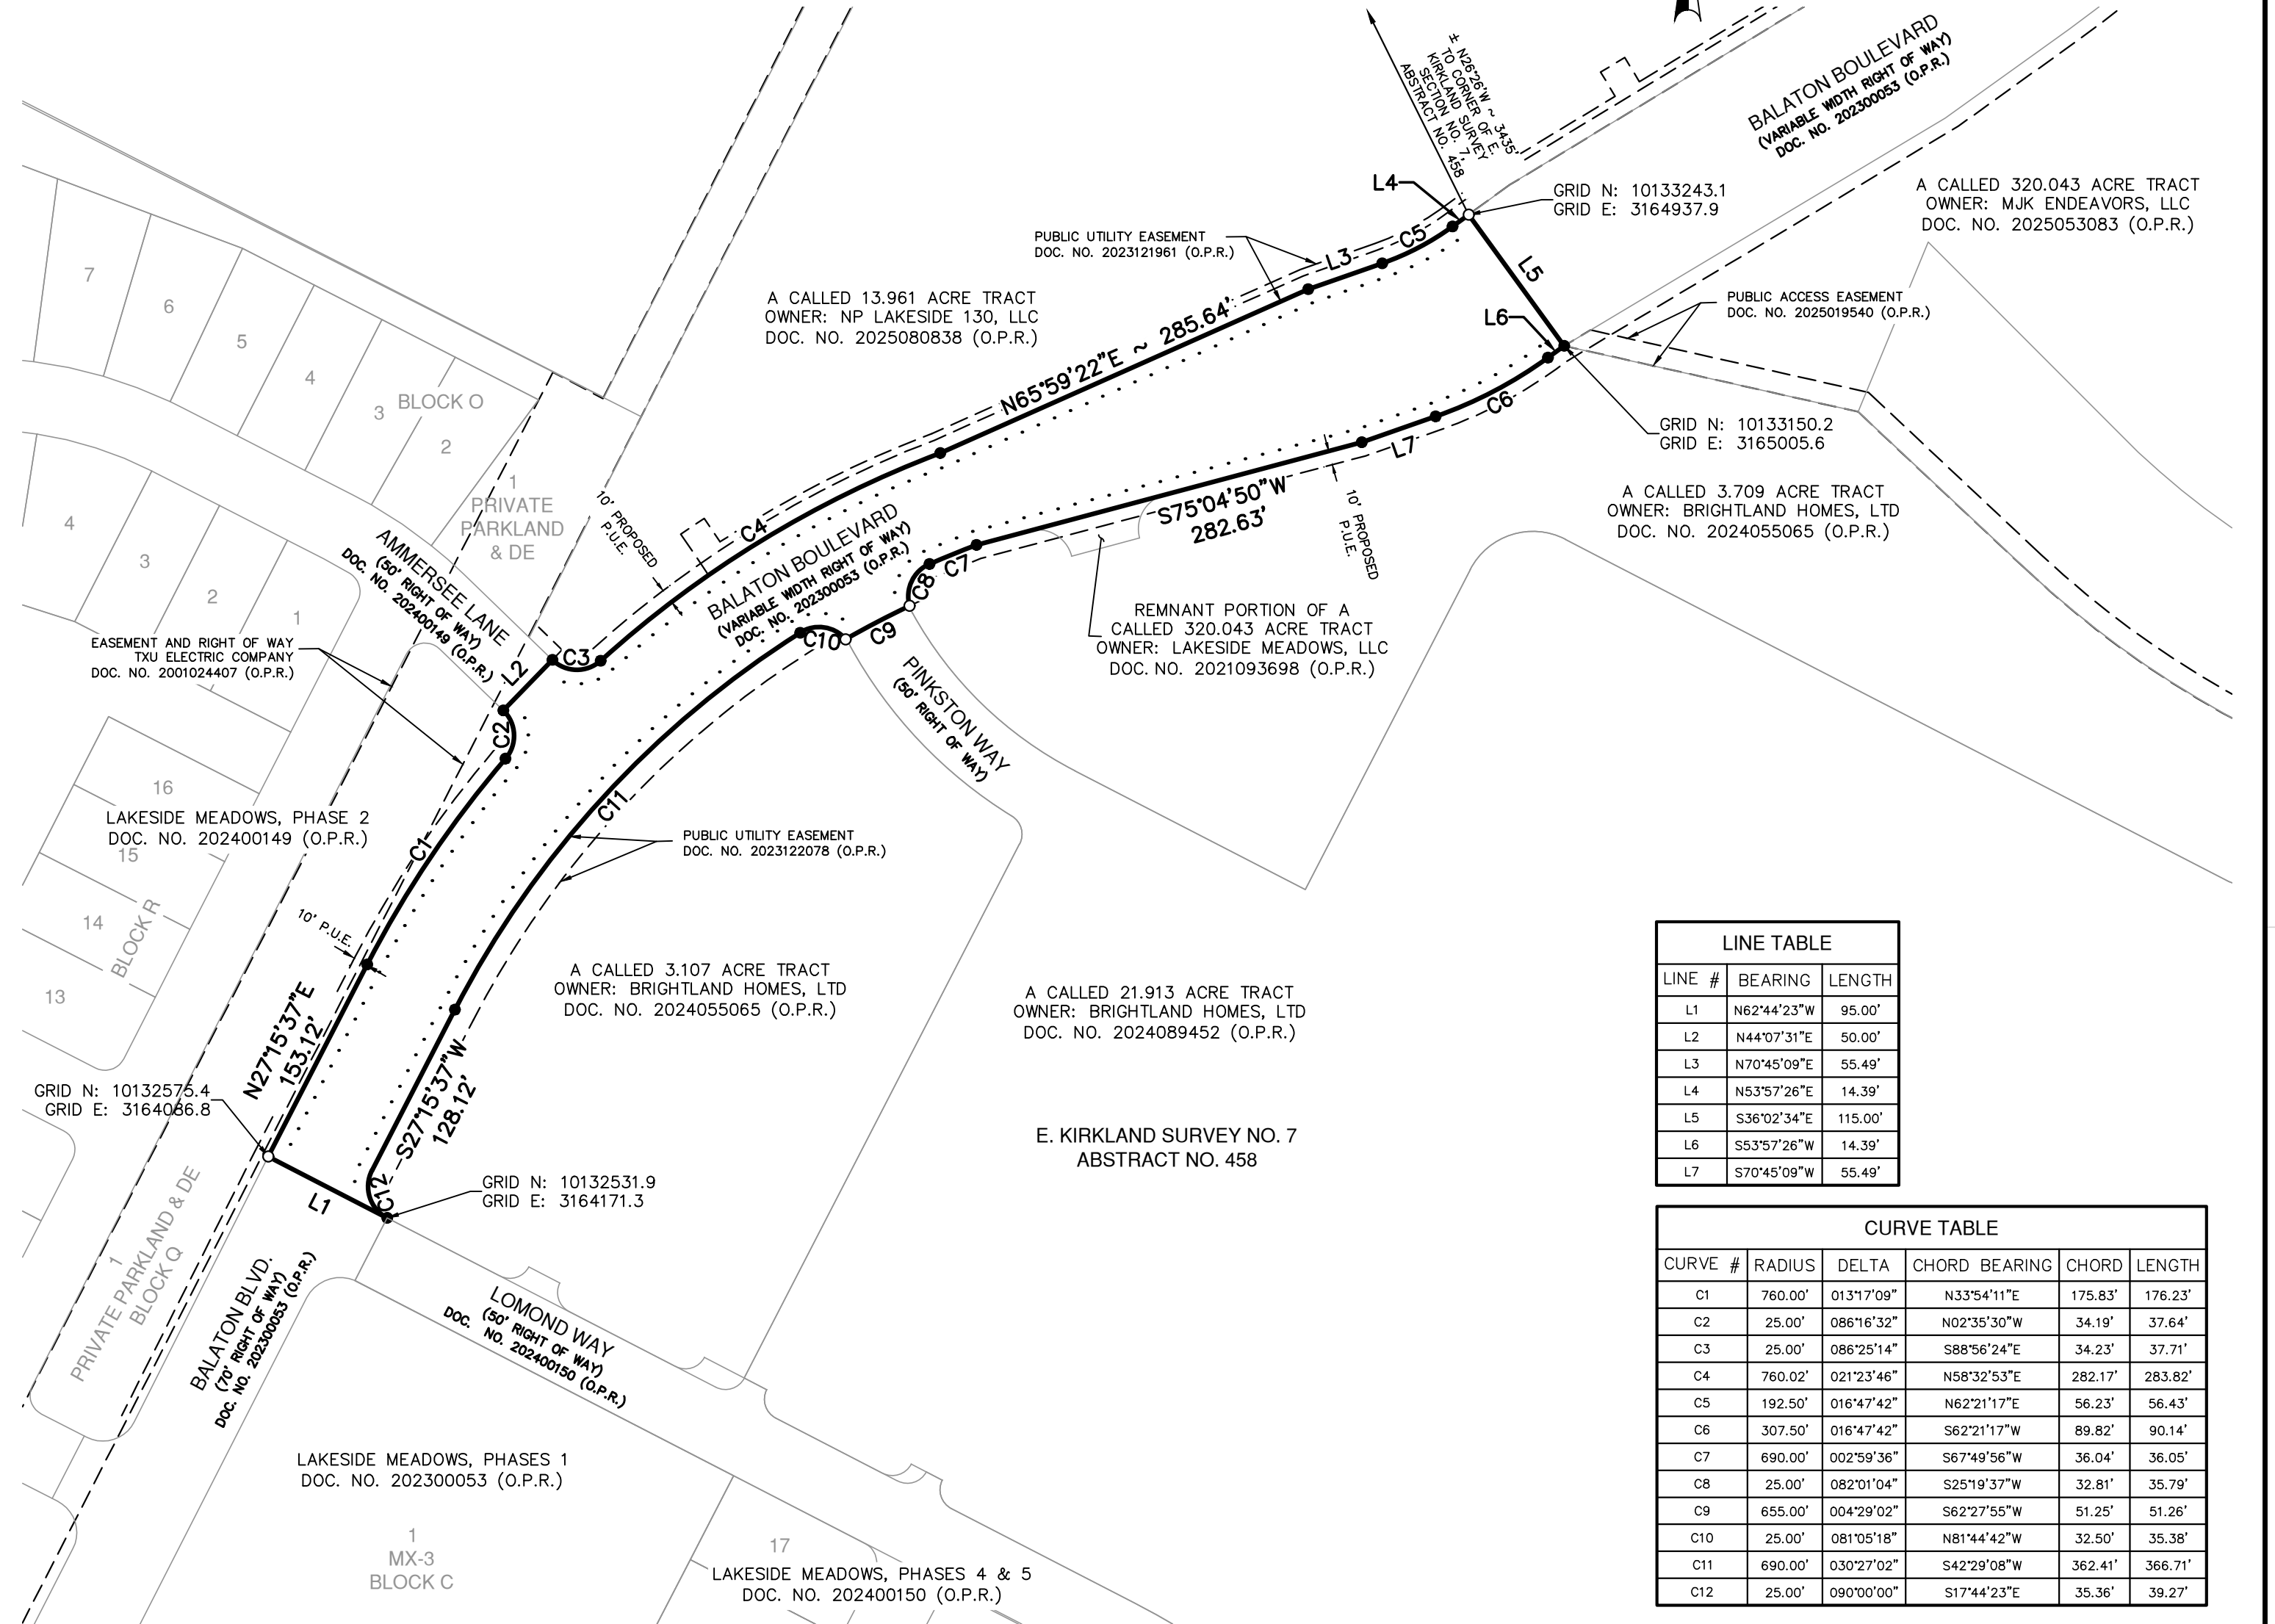 ± N26°26'W ~ 3435'
TO CORNER OF E.
KIRKLAND SURVEY
SECTION NO. 7,
ABSTRACT NO. 458
BALATON BOULEVARD
(VARIABLE WIDTH RIGHT OF WAY)
DOC. NO. 202300053 (O.P.R.)
L4
GRID N: 10133243.1
GRID E: 3164937.9
A CALLED 320.043 ACRE TRACT
OWNER: MJK ENDEAVORS, LLC
DOC. NO. 2025053083 (O.P.R.)
PUBLIC UTILITY EASEMENT
DOC. NO. 2023121961 (O.P.R.)
L3
C5
L5
L6
PUBLIC ACCESS EASEMENT
DOC. NO. 2025019540 (O.P.R.)
A CALLED 13.961 ACRE TRACT
OWNER: NP LAKESIDE 130, LLC
DOC. NO. 2025080838 (O.P.R.)
N65°59'22"E ~ 285.64'
7
6
5
4
3
BLOCK O
2
1
PRIVATE
PARKLAND
& DE
C6
L7
GRID N: 10133150.2
GRID E: 3165005.6
A CALLED 3.709 ACRE TRACT
OWNER: BRIGHTLAND HOMES, LTD
DOC. NO. 2024055065 (O.P.R.)
S75°04'50"W
282.63'
10' PROPOSED
P.U.E.
10' PROPOSED
P.U.E.
C4
BALATON BOULEVARD
(VARIABLE WIDTH RIGHT OF WAY)
DOC. NO. 202300053 (O.P.R.)
C7
C8
C9
C10
REMNANT PORTION OF A
CALLED 320.043 ACRE TRACT
OWNER: LAKESIDE MEADOWS, LLC
DOC. NO. 2021093698 (O.P.R.)
4
3
2
1
AMMERSEE LANE
(50' RIGHT OF WAY)
DOC. NO. 202400149 (O.P.R.)
EASEMENT AND RIGHT OF WAY
TXU ELECTRIC COMPANY
DOC. NO. 2001024407 (O.P.R.)
L2
C3
C2
PINKSTON WAY
(50' RIGHT OF WAY)
16
LAKESIDE MEADOWS, PHASE 2
DOC. NO. 202400149 (O.P.R.)
15
14
BLOCK R
13
C1
C11
PUBLIC UTILITY EASEMENT
DOC. NO. 2023122078 (O.P.R.)
10' P.U.E.
A CALLED 3.107 ACRE TRACT
OWNER: BRIGHTLAND HOMES, LTD
DOC. NO. 2024055065 (O.P.R.)
A CALLED 21.913 ACRE TRACT
OWNER: BRIGHTLAND HOMES, LTD
DOC. NO. 2024089452 (O.P.R.)
N27°15'37"E
153.12'
S27°15'37"W
128.12'
GRID N: 10132575.4
GRID E: 3164086.8
E. KIRKLAND SURVEY NO. 7
ABSTRACT NO. 458
GRID N: 10132531.9
GRID E: 3164171.3
L1
C12
1
PRIVATE PARKLAND & DE
BLOCK Q
BALATON BLVD.
(70' RIGHT OF WAY)
DOC. NO. 202300053 (O.P.R.)
LOMOND WAY
(50' RIGHT OF WAY)
DOC. NO. 202400150 (O.P.R.)
LAKESIDE MEADOWS, PHASES 1
DOC. NO. 202300053 (O.P.R.)
1
MX-3
BLOCK C
17
LAKESIDE MEADOWS, PHASES 4 & 5
DOC. NO. 202400150 (O.P.R.)
LINE TABLE
LINE # BEARING LENGTH
L1 N62°44'23"W 95.00'
L2 N44°07'31"E 50.00'
L3 N70°45'09"E 55.49'
L4 N53°57'26"E 14.39'
L5 S36°02'34"E 115.00'
L6 S53°57'26"W 14.39'
L7 S70°45'09"W 55.49'
CURVE TABLE
CURVE # RADIUS DELTA CHORD BEARING CHORD LENGTH
C1 760.00' 013°17'09" N33°54'11"E 175.83' 176.23'
C2 25.00' 086°16'32" N02°35'30"W 34.19' 37.64'
C3 25.00' 086°25'14" S88°56'24"E 34.23' 37.71'
C4 760.02' 021°23'46" N58°32'53"E 282.17' 283.82'
C5 192.50' 016°47'42" N62°21'17"E 56.23' 56.43'
C6 307.50' 016°47'42" S62°21'17"W 89.82' 90.14'
C7 690.00' 002°59'36" S67°49'56"W 36.04' 36.05'
C8 25.00' 082°01'04" S25°19'37"W 32.81' 35.79'
C9 655.00' 004°29'02" S62°27'55"W 51.25' 51.26'
C10 25.00' 081°05'18" N81°44'42"W 32.50' 35.38'
C11 690.00' 030°27'02" S42°29'08"W 362.41' 366.71'
C12 25.00' 090°00'00" S17°44'23"E 35.36' 39.27'